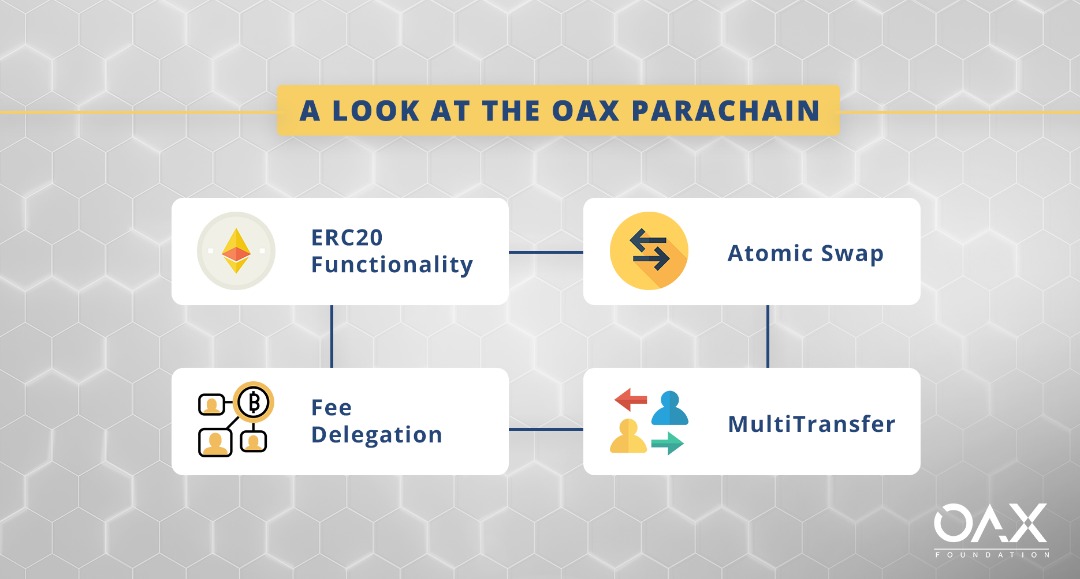 A LOOK AT THE OAX PARACHAIN
ERC20
Functionality
Atomic Swap
Fee
Delegation
MultiTransfer
OAX
FOUNDATION